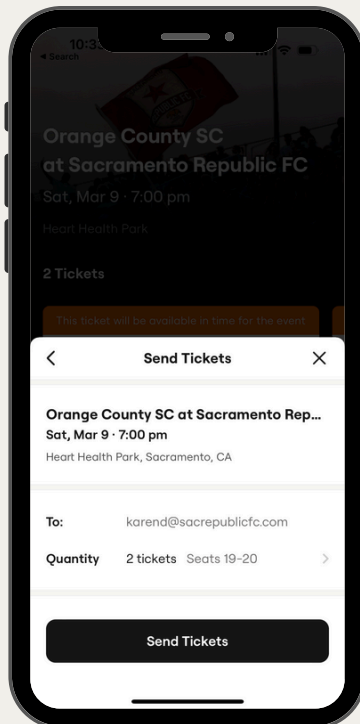 10:33
◄ Search
Orange County SC
at Sacramento Republic FC
Sat, Mar 9 · 7:00 pm
Heart Health Park
2 Tickets
This ticket will be available in time for the event
Send Tickets
Orange County SC at Sacramento Rep...
Sat, Mar 9 · 7:00 pm
Heart Health Park, Sacramento, CA
To: karend@sacrepublicfc.com
Quantity 2 tickets Seats 19-20
Send Tickets